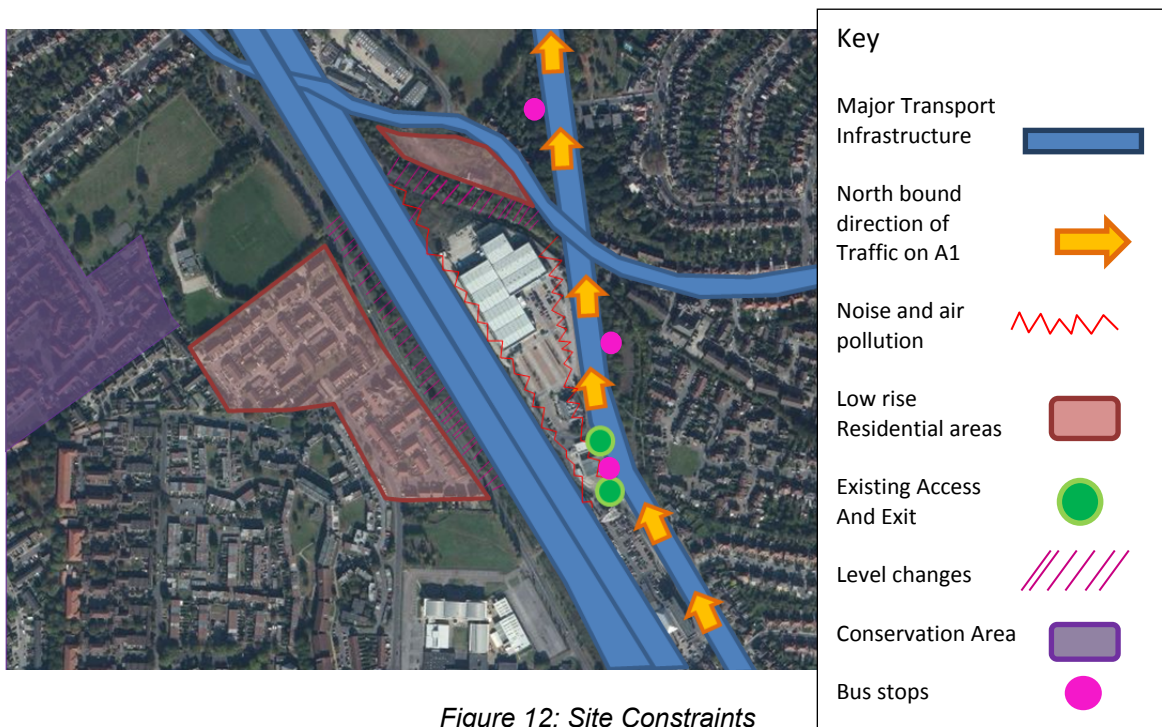 Key
Major Transport
Infrastructure
North bound
direction of
Traffic on A1
Noise and air
pollution
Low rise
Residential areas
Existing Access
And Exit
Level changes
Conservation Area
Bus stops
Figure 12: Site Constraints